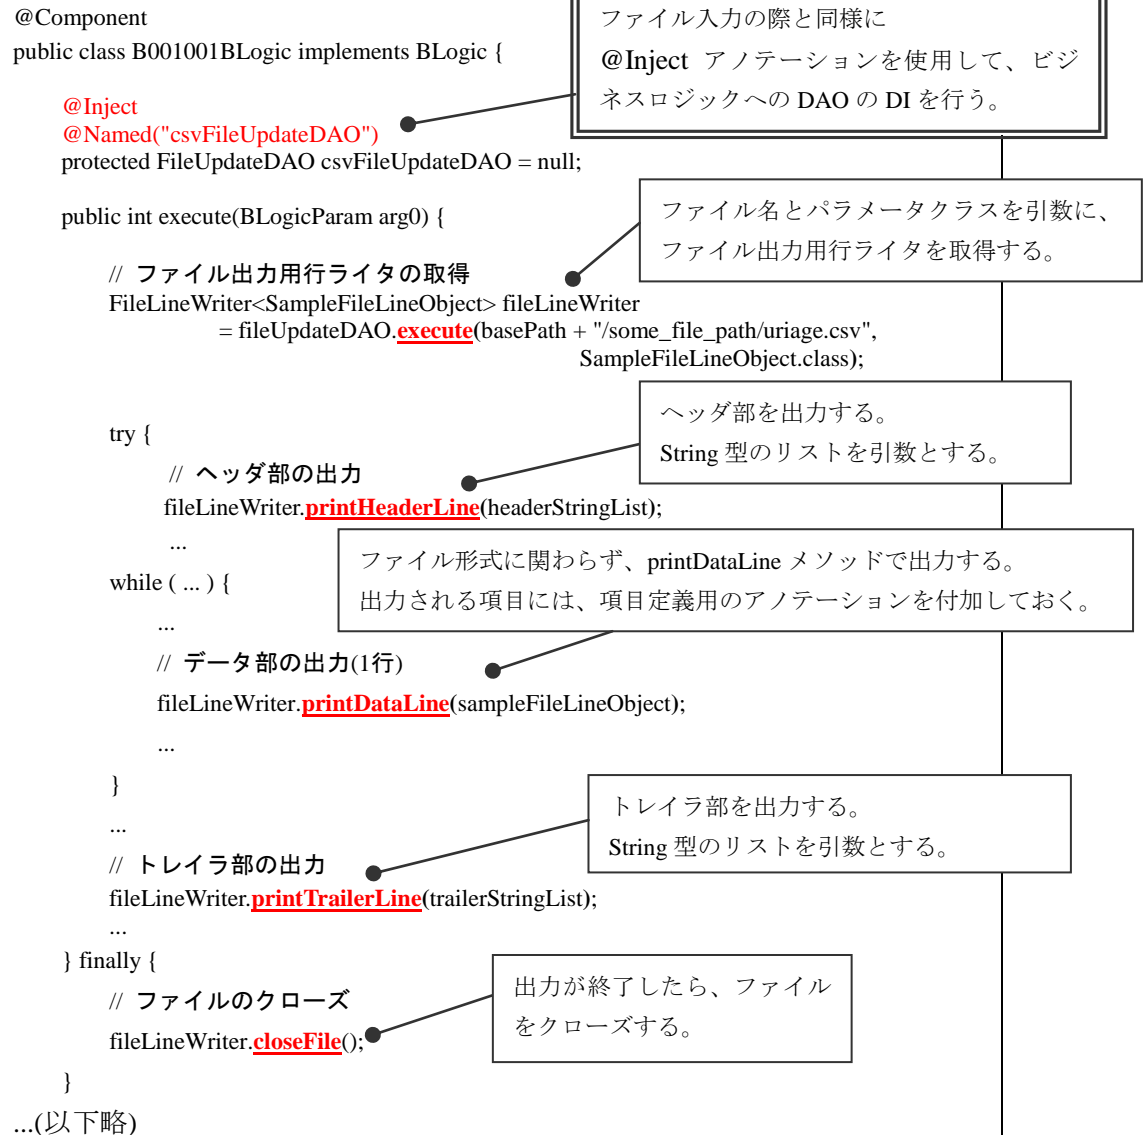 @Component
public class B001001BLogic implements BLogic {
ファイル入力の際と同様に
@Inject アノテーションを使用して、ビジ
ネスロジックへの DAO の DI を行う。
@Inject
@Named("csvFileUpdateDAO")
protected FileUpdateDAO csvFileUpdateDAO = null;
public int execute(BLogicParam arg0) {
ファイル名とパラメータクラスを引数に、
ファイル出力用行ライタを取得する。
// ファイル出力用行ライタの取得
FileLineWriter<SampleFileLineObject> fileLineWriter
= fileUpdateDAO.execute(basePath + "/some_file_path/uriage.csv",
SampleFileLineObject.class);
ヘッダ部を出力する。
String 型のリストを引数とする。
try {
// ヘッダ部の出力
fileLineWriter.printHeaderLine(headerStringList);
...
ファイル形式に関わらず、printDataLine メソッドで出力する。
出力される項目には、項目定義用のアノテーションを付加しておく。
while ( ... ) {
...
// データ部の出力(1行)
fileLineWriter.printDataLine(sampleFileLineObject);
...
}
トレイラ部を出力する。
String 型のリストを引数とする。
...
// トレイラ部の出力
fileLineWriter.printTrailerLine(trailerStringList);
...
} finally {
出力が終了したら、ファイル
をクローズする。
// ファイルのクローズ
fileLineWriter.closeFile();
}
...(以下略)